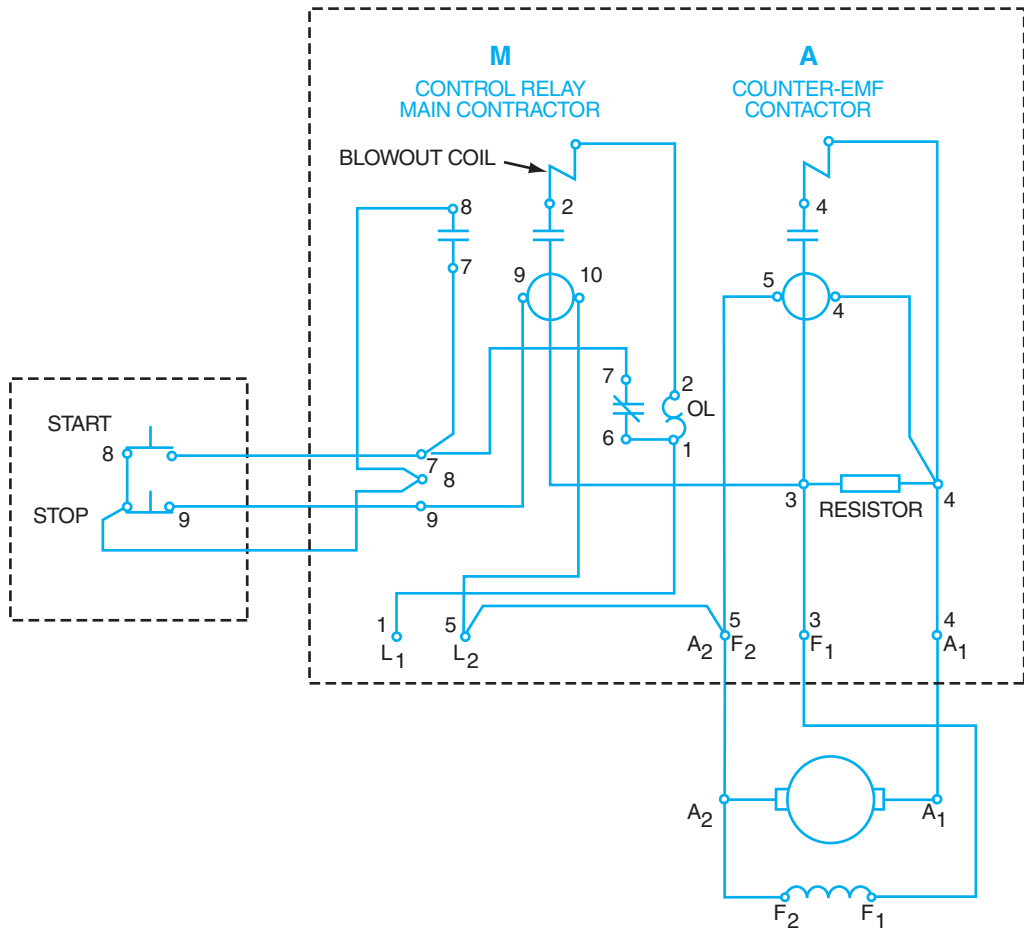 M
A
CONTROL RELAY
MAIN CONTRACTOR
COUNTER-EMF
CONTACTOR
BLOWOUT COIL
8
2
4
7
9
10
5
4
7
2
OL
6
1
START
8
7
8
STOP
9
9
3
RESISTOR
4
1
L1
5
L2
5
A2 F2
3
F1
4
A1
A2
A1
F2
F1